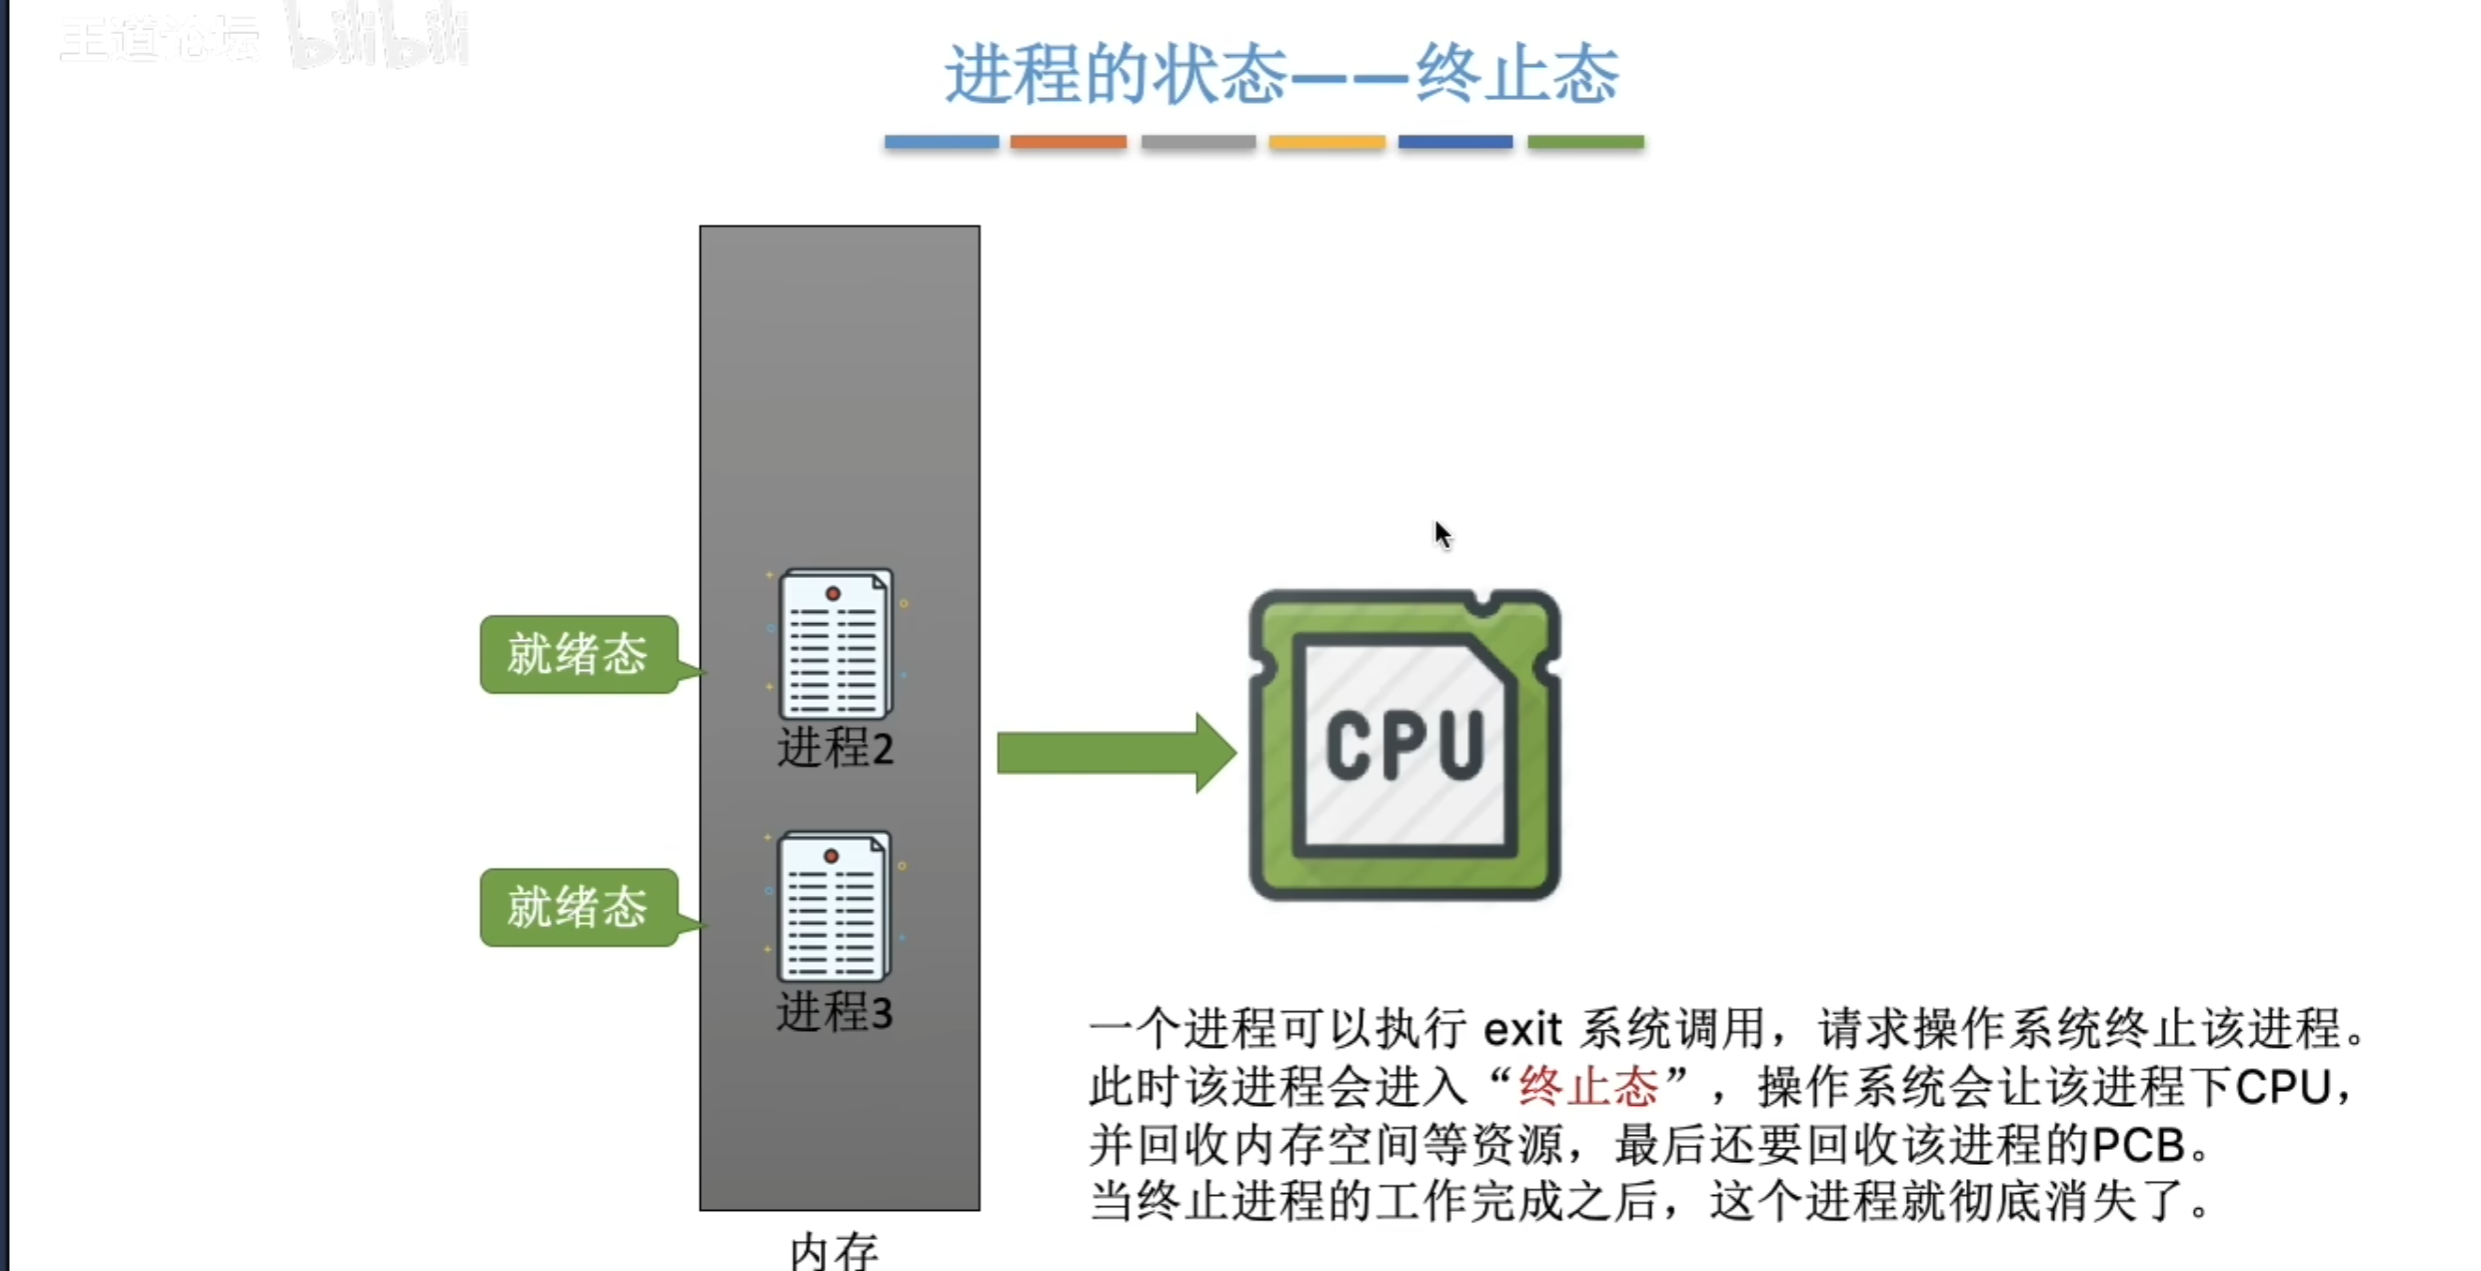 王道论坛 bilibili
进程的状态——终止态
就绪态
进程2
就绪态
进程3
内存
CPU
一个进程可以执行 exit 系统调用，请求操作系统终止该进程。
此时该进程会进入“终止态”，操作系统会让该进程下CPU，
并回收内存空间等资源，最后还要回收该进程的PCB。
当终止进程的工作完成之后，这个进程就彻底消失了。